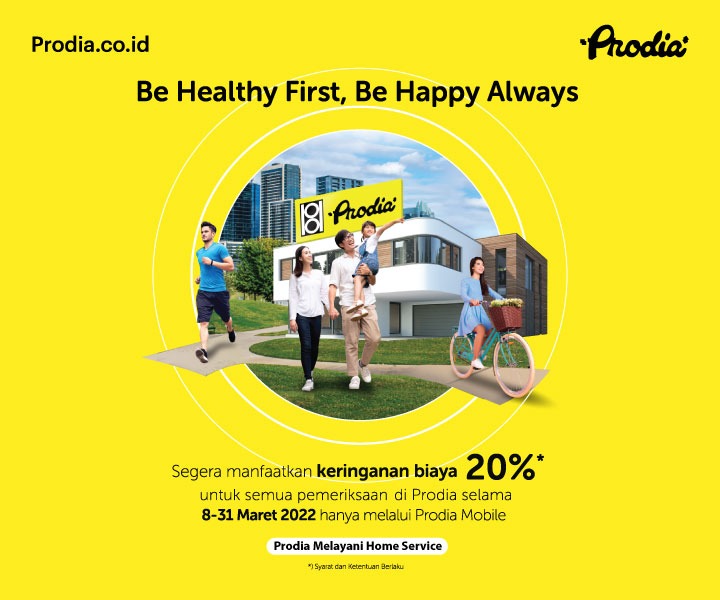 Prodia.co.id
Prodia
Be Healthy First, Be Happy Always
Prodia
Segera manfaatkan keringanan biaya 20%*
untuk semua pemeriksaan di Prodia selama
8-31 Maret 2022 hanya melalui Prodia Mobile
Prodia Melayani Home Service
*) Syarat dan Ketentuan Berlaku